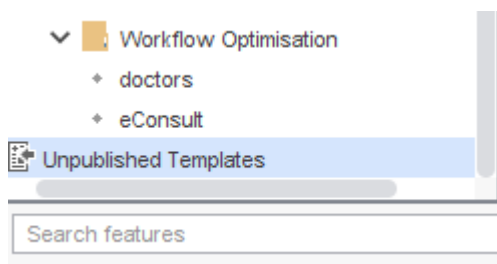 Workflow Optimisation
doctors
eConsult
Unpublished Templates
Search features